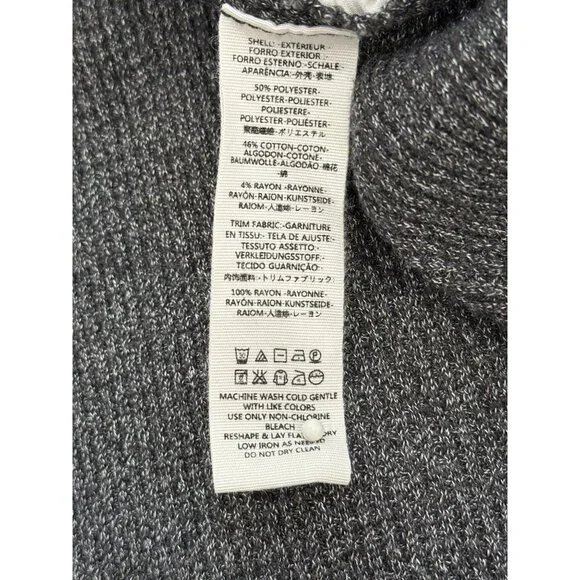 SHELL:-EXTÉRIEUR
FORRO EXTERIOR-
FORRO ESTERNO-SCHALE-
APARÊNCIA:-外壳-表地
50% POLYESTER-
POLYESTER-POLIESTER-
POLIESTERE-
POLYESTER-POLIÉSTER-
聚酯纖維-ポリエステル
46% COTTON-COTON-
ALGODON-COTONE-
BAUMWOLLE-ALGODÃO-棉花
-綿
4% RAYON-RAYONNE-
RAYÓN-RAION-KUNSTSEIDE-
RAIOM-人造絲-レーヨン
TRIM FABRIC:-GARNITURE
EN TISSU:-TELA DE AJUSTE:-
TESSUTO ASSETTO:-
VERKLEIDUNGSSTOFF:-
TECIDO GUARNIÇÃO:-
内饰面料-トリムファブリック:
100% RAYON-RAYONNE-
RAYÓN-RAION-KUNSTSEIDE-
RAIOM-人造絲-レーヨン
MACHINE WASH COLD GENTLE
WITH LIKE COLORS
USE ONLY NON-CHLORINE
BLEACH
RESHAPE & LAY FLAT DRY
LOW IRON AS NEEDED
DO NOT DRY CLEAN